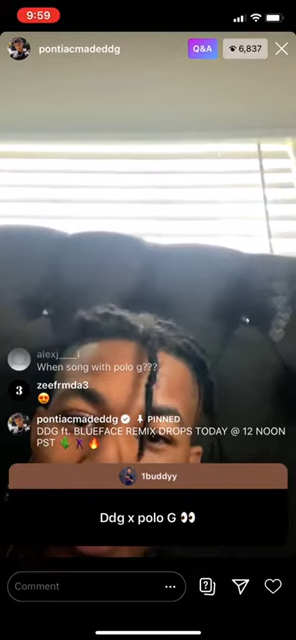 9:59
pontiacmadeddg
Q&A
6,837
alexj____i
When song with polo g???
zeefrmda3
3
😍
pontiacmadeddg PINNED
DDG ft. BLUEFACE REMIX DROPS TODAY @ 12 NOON
PST 🌵🕺🏿🔥
1buddyy
Ddg x polo G 👀
Comment